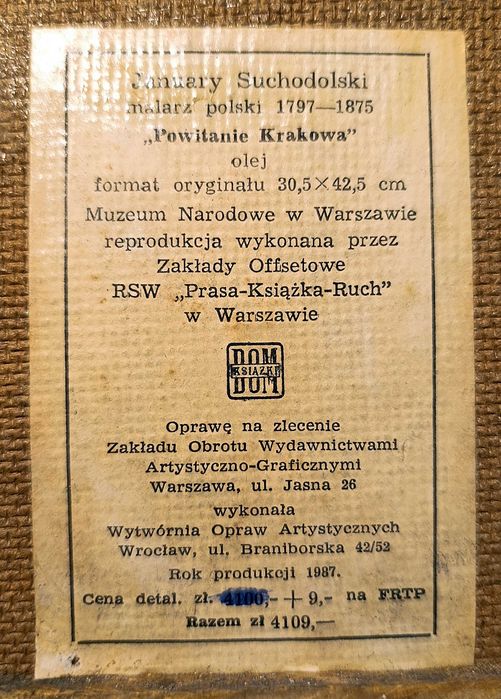 January Suchodolski
malarz polski 1797—1875
„Powitanie Krakowa”
olej
format oryginału 30,5×42,5 cm
Muzeum Narodowe w Warszawie
reprodukcja wykonana przez
Zakłady Offsetowe
RSW „Prasa-Książka-Ruch”
w Warszawie
DOM
KSIĄŻKI
DOM
Oprawę na zlecenie
Zakładu Obrotu Wydawnictwami
Artystyczno-Graficznymi
Warszawa, ul. Jasna 26
wykonała
Wytwórnia Opraw Artystycznych
Wrocław, ul. Braniborska 42/52
Rok produkcji 1987.
Cena detal. zł. 4100,- + 9,- na FRTP
Razem zł 4109,—